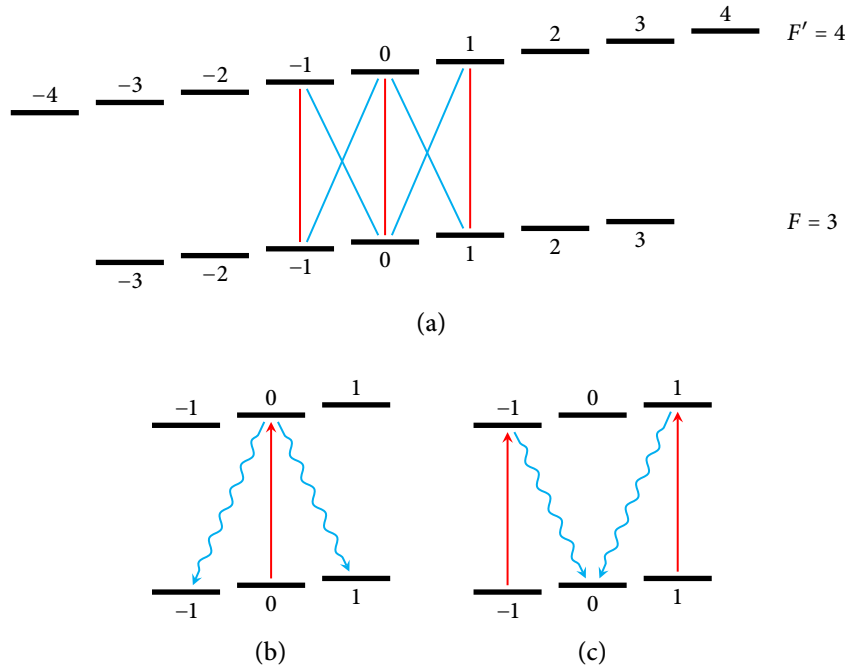 −4 −3 −2 −1 0 1 2 3 4 F′ = 4
−3 −2 −1 0 1 2 3 F = 3
(a)
−1 0 1 −1 0 1
−1 0 1 −1 0 1
(b) (c)